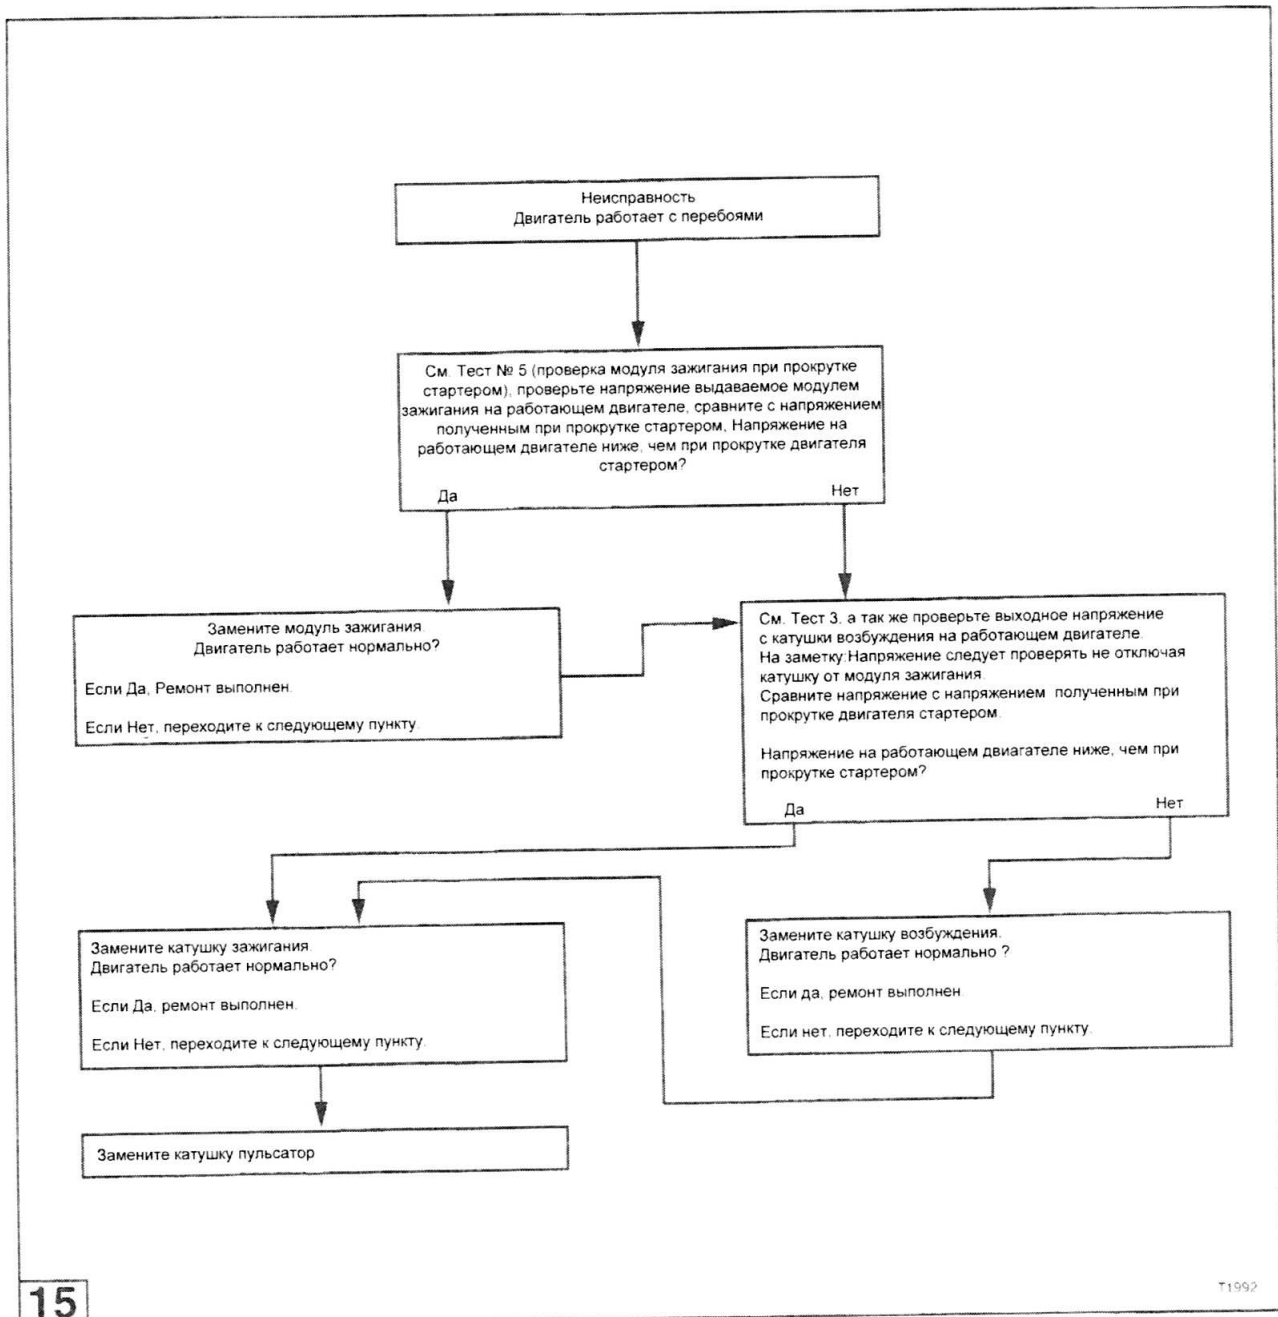 Неисправность
Двигатель работает с перебоями
См. Тест № 5 (проверка модуля зажигания при прокрутке
стартером), проверьте напряжение выдаваемое модулем
зажигания на работающем двигателе, сравните с напряжением
полученным при прокрутке стартером, Напряжение на
работающем двигателе ниже, чем при прокрутке двигателя
стартером?
Да
Нет
Замените модуль зажигания.
Двигатель работает нормально?
Если Да, Ремонт выполнен.
Если Нет, переходите к следующему пункту.
См. Тест 3. а так же проверьте выходное напряжение
с катушки возбуждения на работающем двигателе.
На заметку:Напряжение следует проверять не отключая
катушку от модуля зажигания.
Сравните напряжение с напряжением полученным при
прокрутке двигателя стартером.
Напряжение на работающем двиагателе ниже, чем при
прокрутке стартером?
Да
Нет
Замените катушку зажигания.
Двигатель работает нормально?
Если Да, ремонт выполнен.
Если Нет, переходите к следующему пункту.
Замените катушку возбуждения.
Двигатель работает нормально ?
Если да, ремонт выполнен.
Если нет, переходите к следующему пункту.
Замените катушку пульсатор
15
T1992